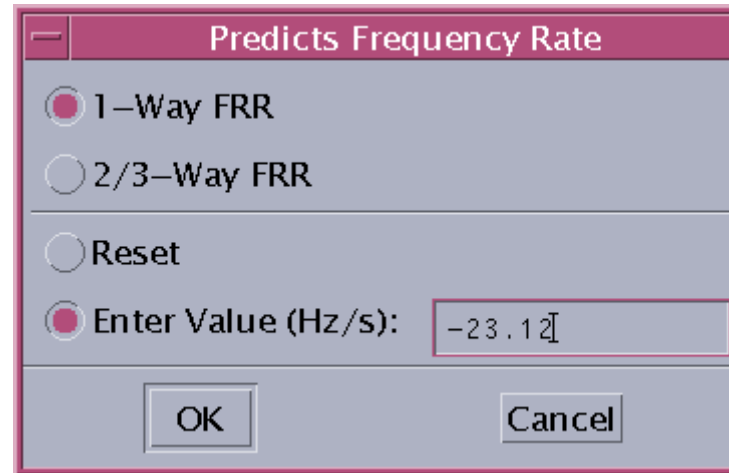 Predicts Frequency Rate
1–Way FRR
2/3–Way FRR
Reset
Enter Value (Hz/s): –23.12
OK Cancel